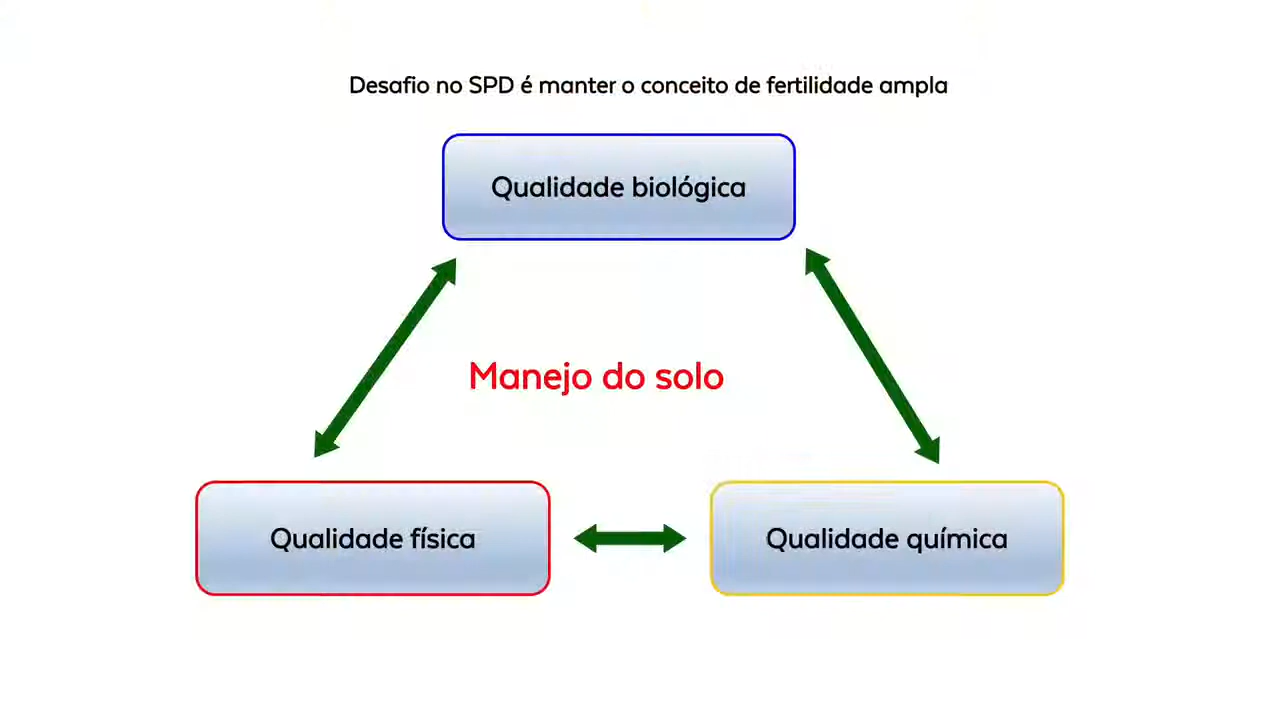 Desafio no SPD é manter o conceito de fertilidade ampla
Qualidade biológica
Manejo do solo
Qualidade física
Qualidade química